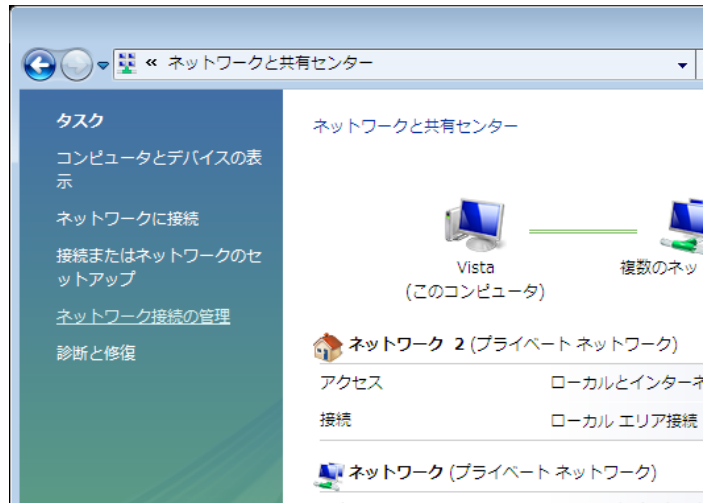 « ネットワークと共有センター
タスク
コンピュータとデバイスの表
示
ネットワークに接続
接続またはネットワークのセ
ットアップ
ネットワーク接続の管理
診断と修復
ネットワークと共有センター
Vista
(このコンピュータ)
複数のネッ
ネットワーク 2 (プライベート ネットワーク)
アクセス
ローカルとインターネ
接続
ローカル エリア接続
ネットワーク (プライベート ネットワーク)